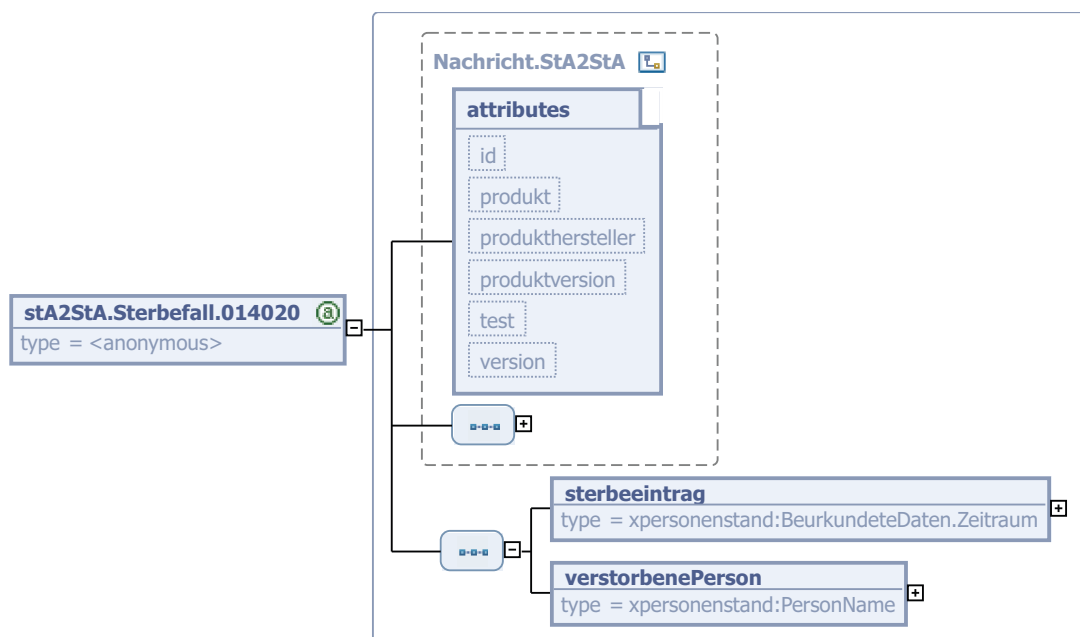 Nachricht.StA2StA
attributes
id
produkt
produkthersteller
produktversion
test
version
stA2StA.Sterbefall.014020 @
type = <anonymous>
sterbeeintrag
type = xpersonenstand:BeurkundeteDaten.Zeitraum
verstorbenePerson
type = xpersonenstand:PersonName